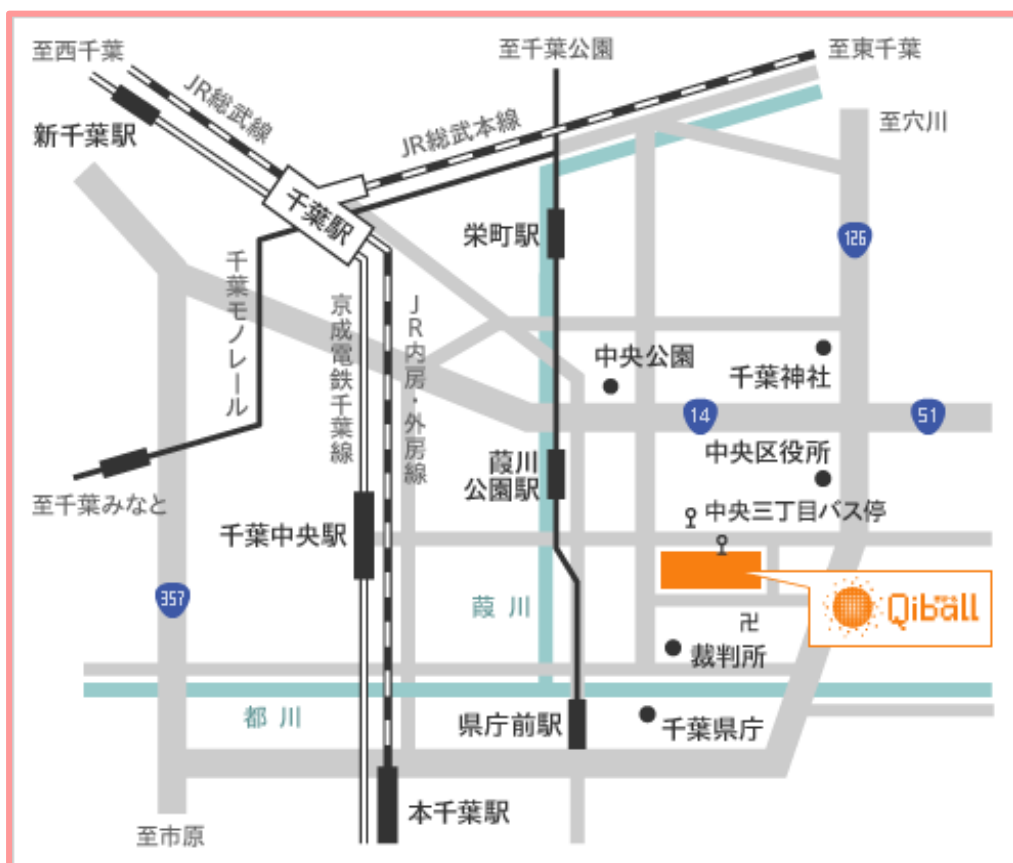 至西千葉
至千葉公園
至東千葉
JR総武線
JR総武本線
至穴川
新千葉駅
千葉駅
栄町駅
126
千葉モノレール
京成電鉄千葉線
JR内房・外房線
中央公園
千葉神社
14
51
葭川
公園駅
中央区役所
至千葉みなと
中央三丁目バス停
千葉中央駅
357
葭川
Qiball
卍
裁判所
都川
県庁前駅
千葉県庁
本千葉駅
至市原